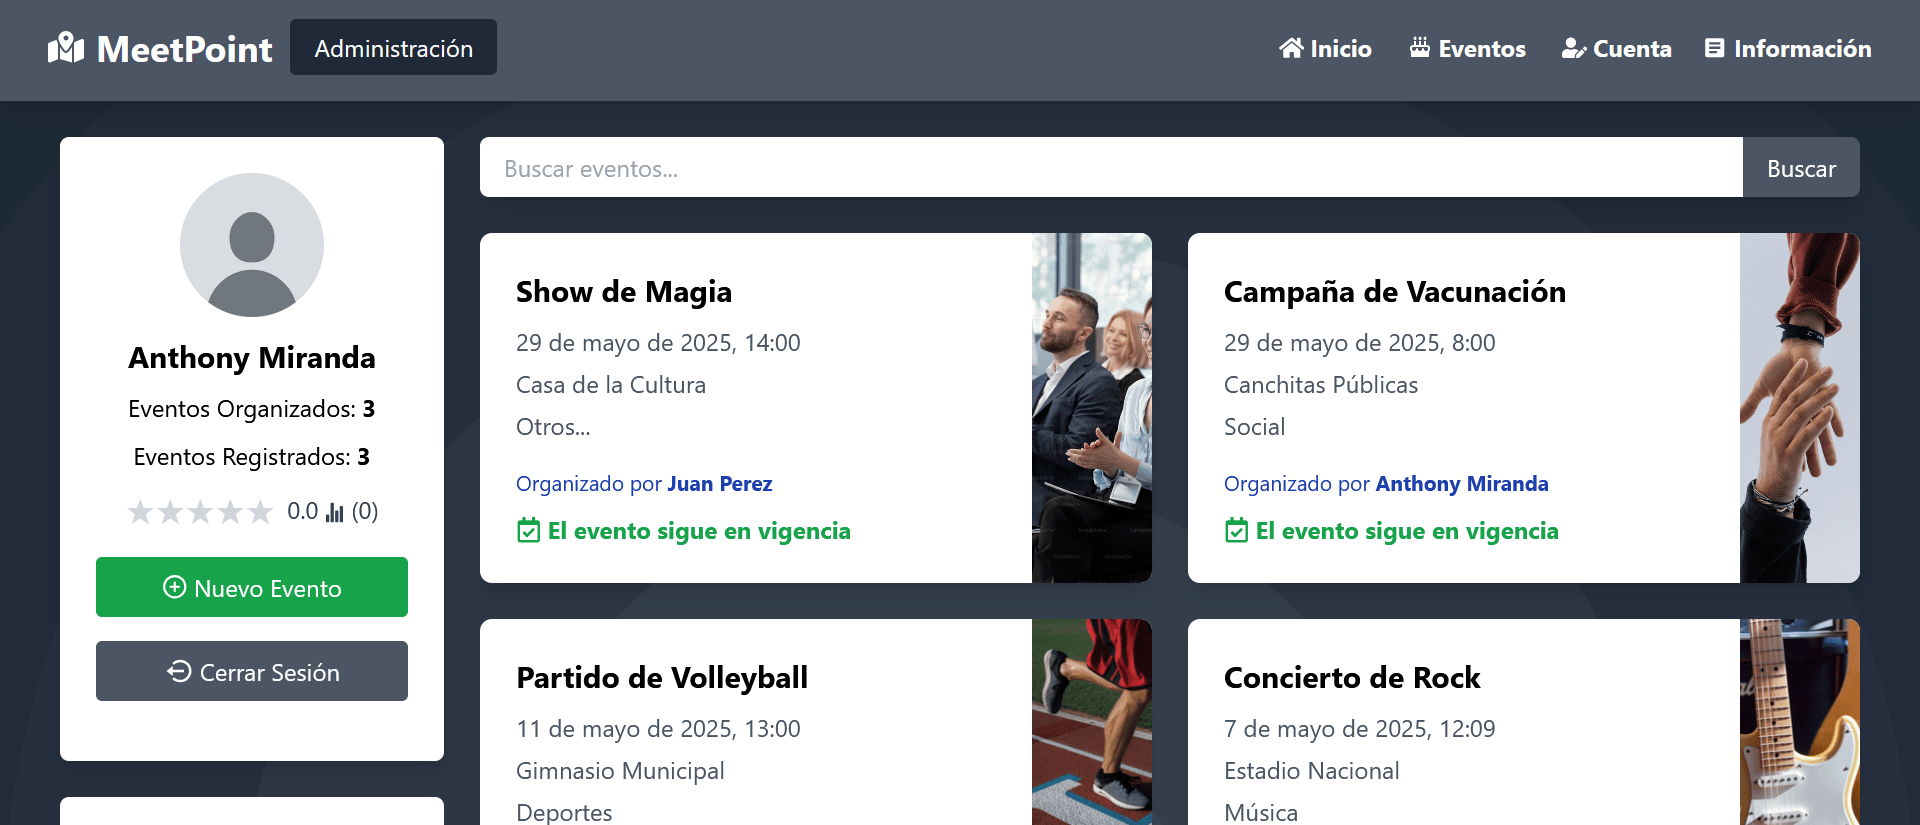 MeetPoint
Administración
Inicio
Eventos
Cuenta
Información
Anthony Miranda
Eventos Organizados: 3
Eventos Registrados: 3
0.0 (0)
Nuevo Evento
Cerrar Sesión
Buscar eventos...
Buscar
Show de Magia
29 de mayo de 2025, 14:00
Casa de la Cultura
Otros...
Organizado por Juan Perez
El evento sigue en vigencia
Campaña de Vacunación
29 de mayo de 2025, 8:00
Canchitas Públicas
Social
Organizado por Anthony Miranda
El evento sigue en vigencia
Partido de Volleyball
11 de mayo de 2025, 13:00
Gimnasio Municipal
Deportes
Concierto de Rock
7 de mayo de 2025, 12:09
Estadio Nacional
Música